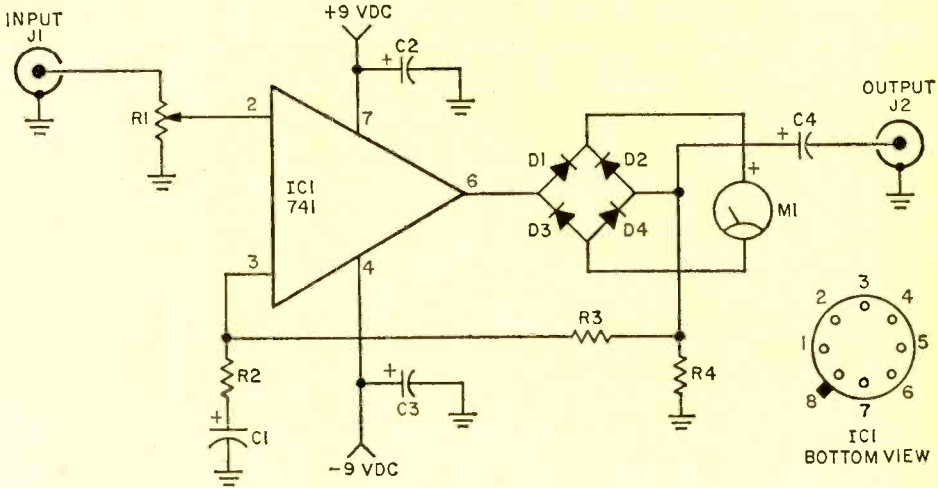 INPUT
J1
R1
+9 VDC
+
C2
2
7
IC1
741
6
3
4
D1
D2
D3
D4
+
M1
+
C4
OUTPUT
J2
R3
R4
R2
+
C1
+
C3
-9 VDC
1
2
3
4
5
6
7
8
IC1
BOTTOM VIEW